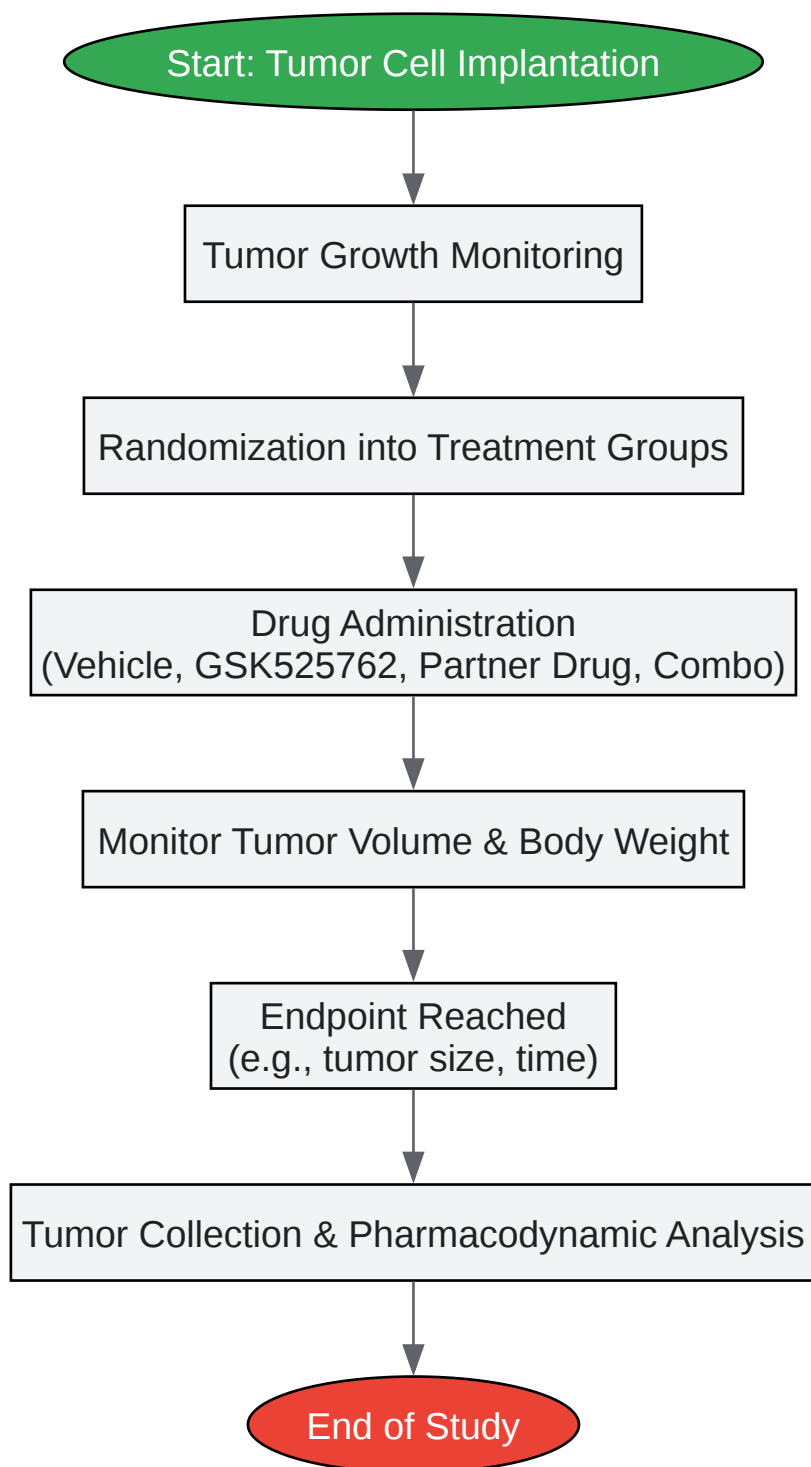 Start: Tumor Cell Implantation
Tumor Growth Monitoring
Randomization into Treatment Groups
Drug Administration
(Vehicle, GSK525762, Partner Drug, Combo)
Monitor Tumor Volume & Body Weight
Endpoint Reached
(e.g., tumor size, time)
Tumor Collection & Pharmacodynamic Analysis
End of Study